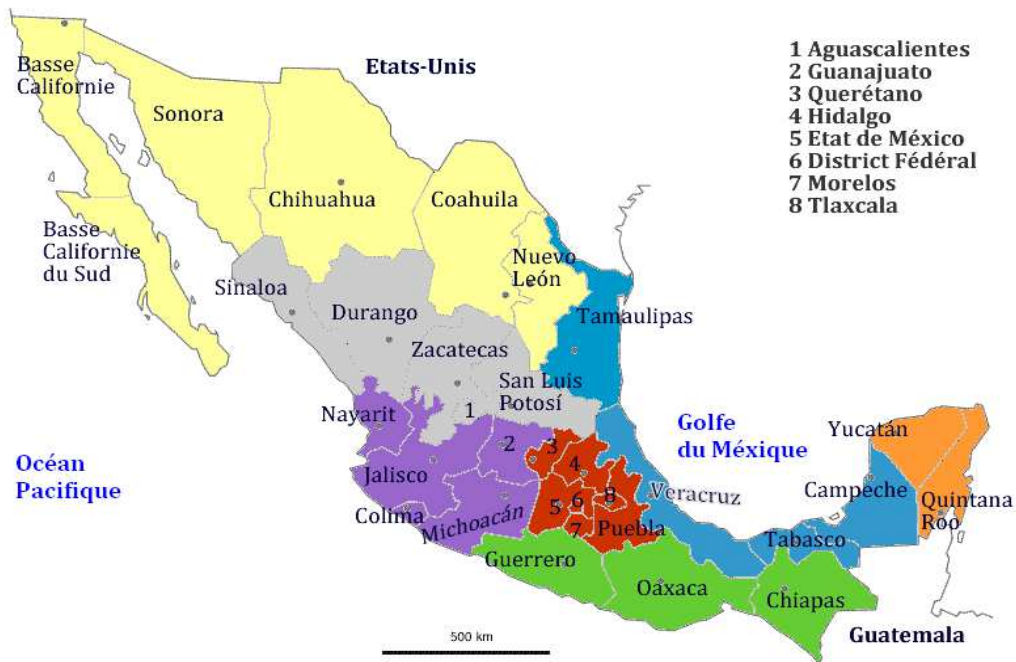 Basse
Californie
Etats-Unis
1 Aguascalientes
2 Guanajuato
3 Querétano
4 Hidalgo
5 Etat de México
6 District Fédéral
7 Morelos
8 Tlaxcala
Sonora
Chihuahua
Coahuila
Basse
Californie
du Sud
Nuevo
León
Sinaloa
Durango
Tamaulipas
Zacatecas
San Luis
Potosí
1
Nayarit
2
3
4
Golfe
du Méxique
Yucatán
Océan
Pacifique
Jalisco
Colima
Michoacán
5
6
7
8
Puebla
Veracruz
Campeche
Quintana
Roo
Tabasco
Guerrero
Oaxaca
Chiapas
Guatemala
500 km